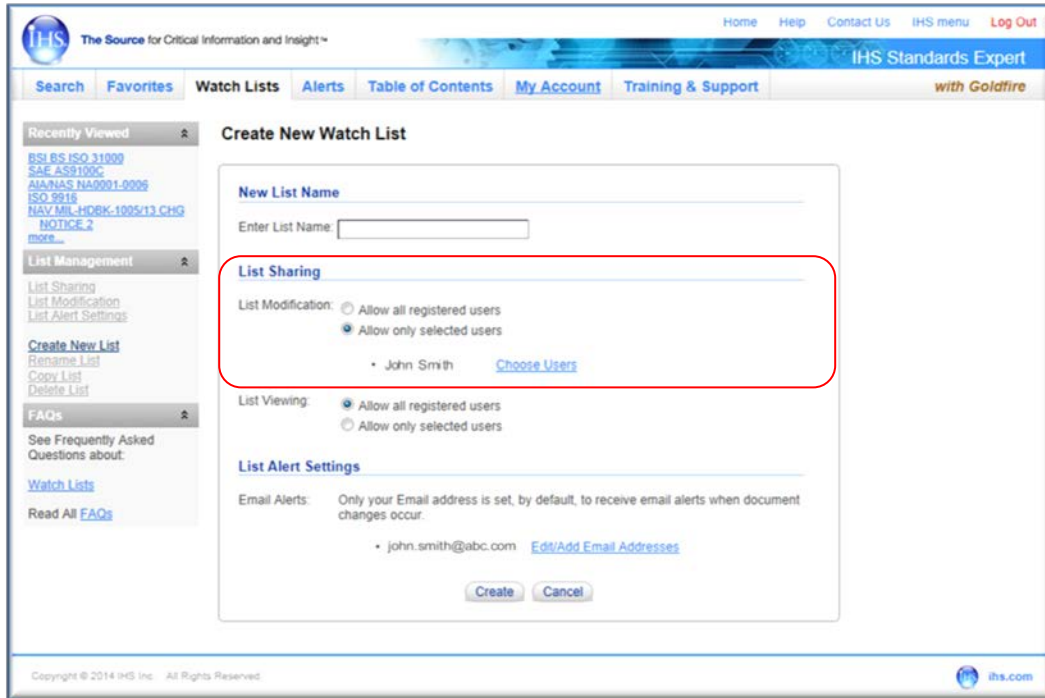 Home Help Contact Us IHS menu Log Out
IHS The Source for Critical Information and Insight℠
IHS Standards Expert
Search Favorites Watch Lists Alerts Table of Contents My Account Training & Support with Goldfire
Recently Viewed
BSI BS ISO 31000
SAE AS9100C
AIA/NAS NA0001-0006
ISO 9916
NAV MIL-HDBK-1005/13 CHG
NOTICE 2
more...
List Management
List Sharing
List Modification
List Alert Settings
Create New List
Rename List
Copy List
Delete List
FAQs
See Frequently Asked
Questions about:
Watch Lists
Read All FAQs
Create New Watch List
New List Name
Enter List Name:
List Sharing
List Modification: Allow all registered users
Allow only selected users
• John Smith Choose Users
List Viewing: Allow all registered users
Allow only selected users
List Alert Settings
Email Alerts: Only your Email address is set, by default, to receive email alerts when document
changes occur.
• john.smith@abc.com Edit/Add Email Addresses
Create Cancel
Copyright © 2014 IHS Inc. All Rights Reserved.
ihs.com